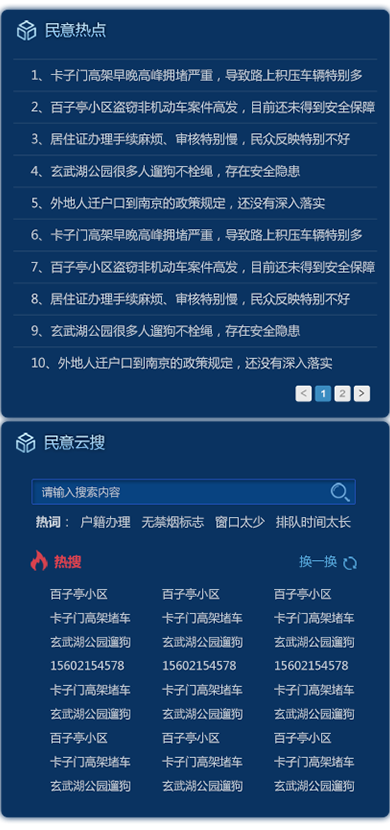 民意热点
1、卡子门高架早晚高峰拥堵严重，导致路上积压车辆特别多
2、百子亭小区盗窃非机动车案件高发，目前还未得到安全保障
3、居住证办理手续麻烦、审核特别慢，民众反映特别不好
4、玄武湖公园很多人遛狗不栓绳，存在安全隐患
5、外地人迁户口到南京的政策规定，还没有深入落实
6、卡子门高架早晚高峰拥堵严重，导致路上积压车辆特别多
7、百子亭小区盗窃非机动车案件高发，目前还未得到安全保障
8、居住证办理手续麻烦、审核特别慢，民众反映特别不好
9、玄武湖公园很多人遛狗不栓绳，存在安全隐患
10、外地人迁户口到南京的政策规定，还没有深入落实
< 1 2 >
民意云搜
请输入搜索内容
热词： 户籍办理 无禁烟标志 窗口太少 排队时间太长
热搜 换一换
百子亭小区 百子亭小区 百子亭小区
卡子门高架堵车 卡子门高架堵车 卡子门高架堵车
玄武湖公园遛狗 玄武湖公园遛狗 玄武湖公园遛狗
15602154578 15602154578 15602154578
卡子门高架堵车 卡子门高架堵车 卡子门高架堵车
玄武湖公园遛狗 玄武湖公园遛狗 玄武湖公园遛狗
百子亭小区 百子亭小区 百子亭小区
卡子门高架堵车 卡子门高架堵车 卡子门高架堵车
玄武湖公园遛狗 玄武湖公园遛狗 玄武湖公园遛狗